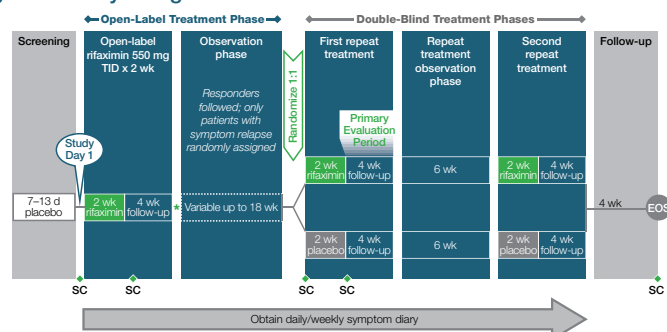 Open-Label Treatment Phase
Double-Blind Treatment Phases
Screening
Open-label
rifaximin 550 mg
TID x 2 wk
Observation
phase
Responders
followed; only
patients with
symptom relapse
randomly assigned
Randomize 1:1
First repeat
treatment
Repeat
treatment
observation
phase
Second
repeat
treatment
Follow-up
Primary
Evaluation
Period
Study
Day 1
7–13 d
placebo
2 wk
rifaximin
4 wk
follow-up
*
Variable up to 18 wk
2 wk
rifaximin
4 wk
follow-up
6 wk
2 wk
rifaximin
4 wk
follow-up
2 wk
placebo
4 wk
follow-up
6 wk
2 wk
placebo
4 wk
follow-up
4 wk
EOS
SC
SC
SC
SC
SC
Obtain daily/weekly symptom diary